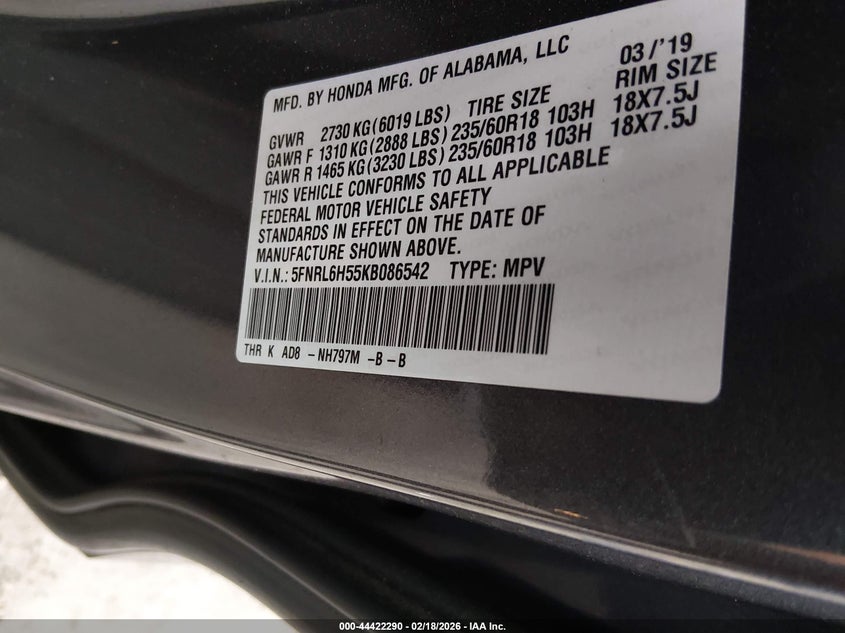 MFD. BY HONDA MFG. OF ALABAMA, LLC 03/'19
GVWR 2730 KG(6019 LBS) TIRE SIZE RIM SIZE
GAWR F 1310 KG(2888 LBS) 235/60R18 103H 18X7.5J
GAWR R 1465 KG(3230 LBS) 235/60R18 103H 18X7.5J
THIS VEHICLE CONFORMS TO ALL APPLICABLE
FEDERAL MOTOR VEHICLE SAFETY
STANDARDS IN EFFECT ON THE DATE OF
MANUFACTURE SHOWN ABOVE.
V.I.N.: 5FNRL6H55KB086542 TYPE: MPV
THR K AD8 -NH797M -B-B
000-44422290 - 02/18/2026 - IAA Inc.